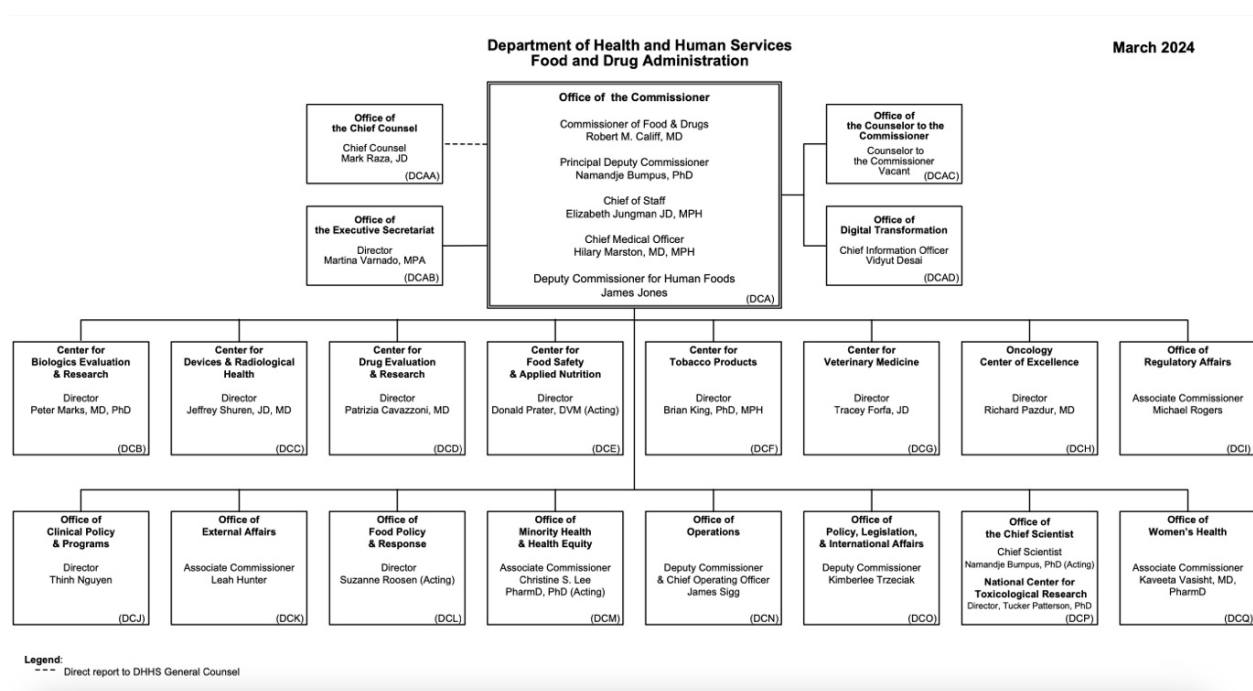 Department of Health and Human Services
Food and Drug Administration
March 2024
Office of the Commissioner
Commissioner of Food & Drugs
Robert M. Califf, MD
Principal Deputy Commissioner
Namandje Bumpus, PhD
Chief of Staff
Elizabeth Jungman JD, MPH
Chief Medical Officer
Hilary Marston, MD, MPH
Deputy Commissioner for Human Foods
James Jones
(DCA)
Office of
the Chief Counsel
Chief Counsel
Mark Raza, JD
(DCAA)
Office of
the Executive Secretariat
Director
Martina Varnado, MPA
(DCAB)
Office of
the Counselor to the
Commissioner
Counselor to
the Commissioner
Vacant
(DCAC)
Office of
Digital Transformation
Chief Information Officer
Vidyut Desai
(DCAD)
Center for
Biologics Evaluation
& Research
Director
Peter Marks, MD, PhD
(DCB)
Center for
Devices & Radiological
Health
Director
Jeffrey Shuren, JD, MD
(DCC)
Center for
Drug Evaluation
& Research
Director
Patrizia Cavazzoni, MD
(DCD)
Center for
Food Safety
& Applied Nutrition
Director
Donald Prater, DVM (Acting)
(DCE)
Center for
Tobacco Products
Director
Brian King, PhD, MPH
(DCF)
Center for
Veterinary Medicine
Director
Tracey Forfa, JD
(DCG)
Oncology
Center of Excellence
Director
Richard Pazdur, MD
(DCH)
Office of
Regulatory Affairs
Associate Commissioner
Michael Rogers
(DCI)
Office of
Clinical Policy
& Programs
Director
Thinh Nguyen
(DCJ)
Office of
External Affairs
Associate Commissioner
Leah Hunter
(DCK)
Office of
Food Policy
& Response
Director
Suzanne Roosen (Acting)
(DCL)
Office of
Minority Health
& Health Equity
Associate Commissioner
Christine S. Lee
PharmD, PhD (Acting)
(DCM)
Office of
Operations
Deputy Commissioner
& Chief Operating Officer
James Sigg
(DCN)
Office of
Policy, Legislation,
& International Affairs
Deputy Commissioner
Kimberlee Trzeciak
(DCO)
Office of
the Chief Scientist
Chief Scientist
Namandje Bumpus, PhD (Acting)
National Center for
Toxicological Research
Director, Tucker Patterson, PhD
(DCP)
Office of
Women's Health
Associate Commissioner
Kaveeta Vasisht, MD,
PharmD
(DCQ)
Legend:
Direct report to DHHS General Counsel